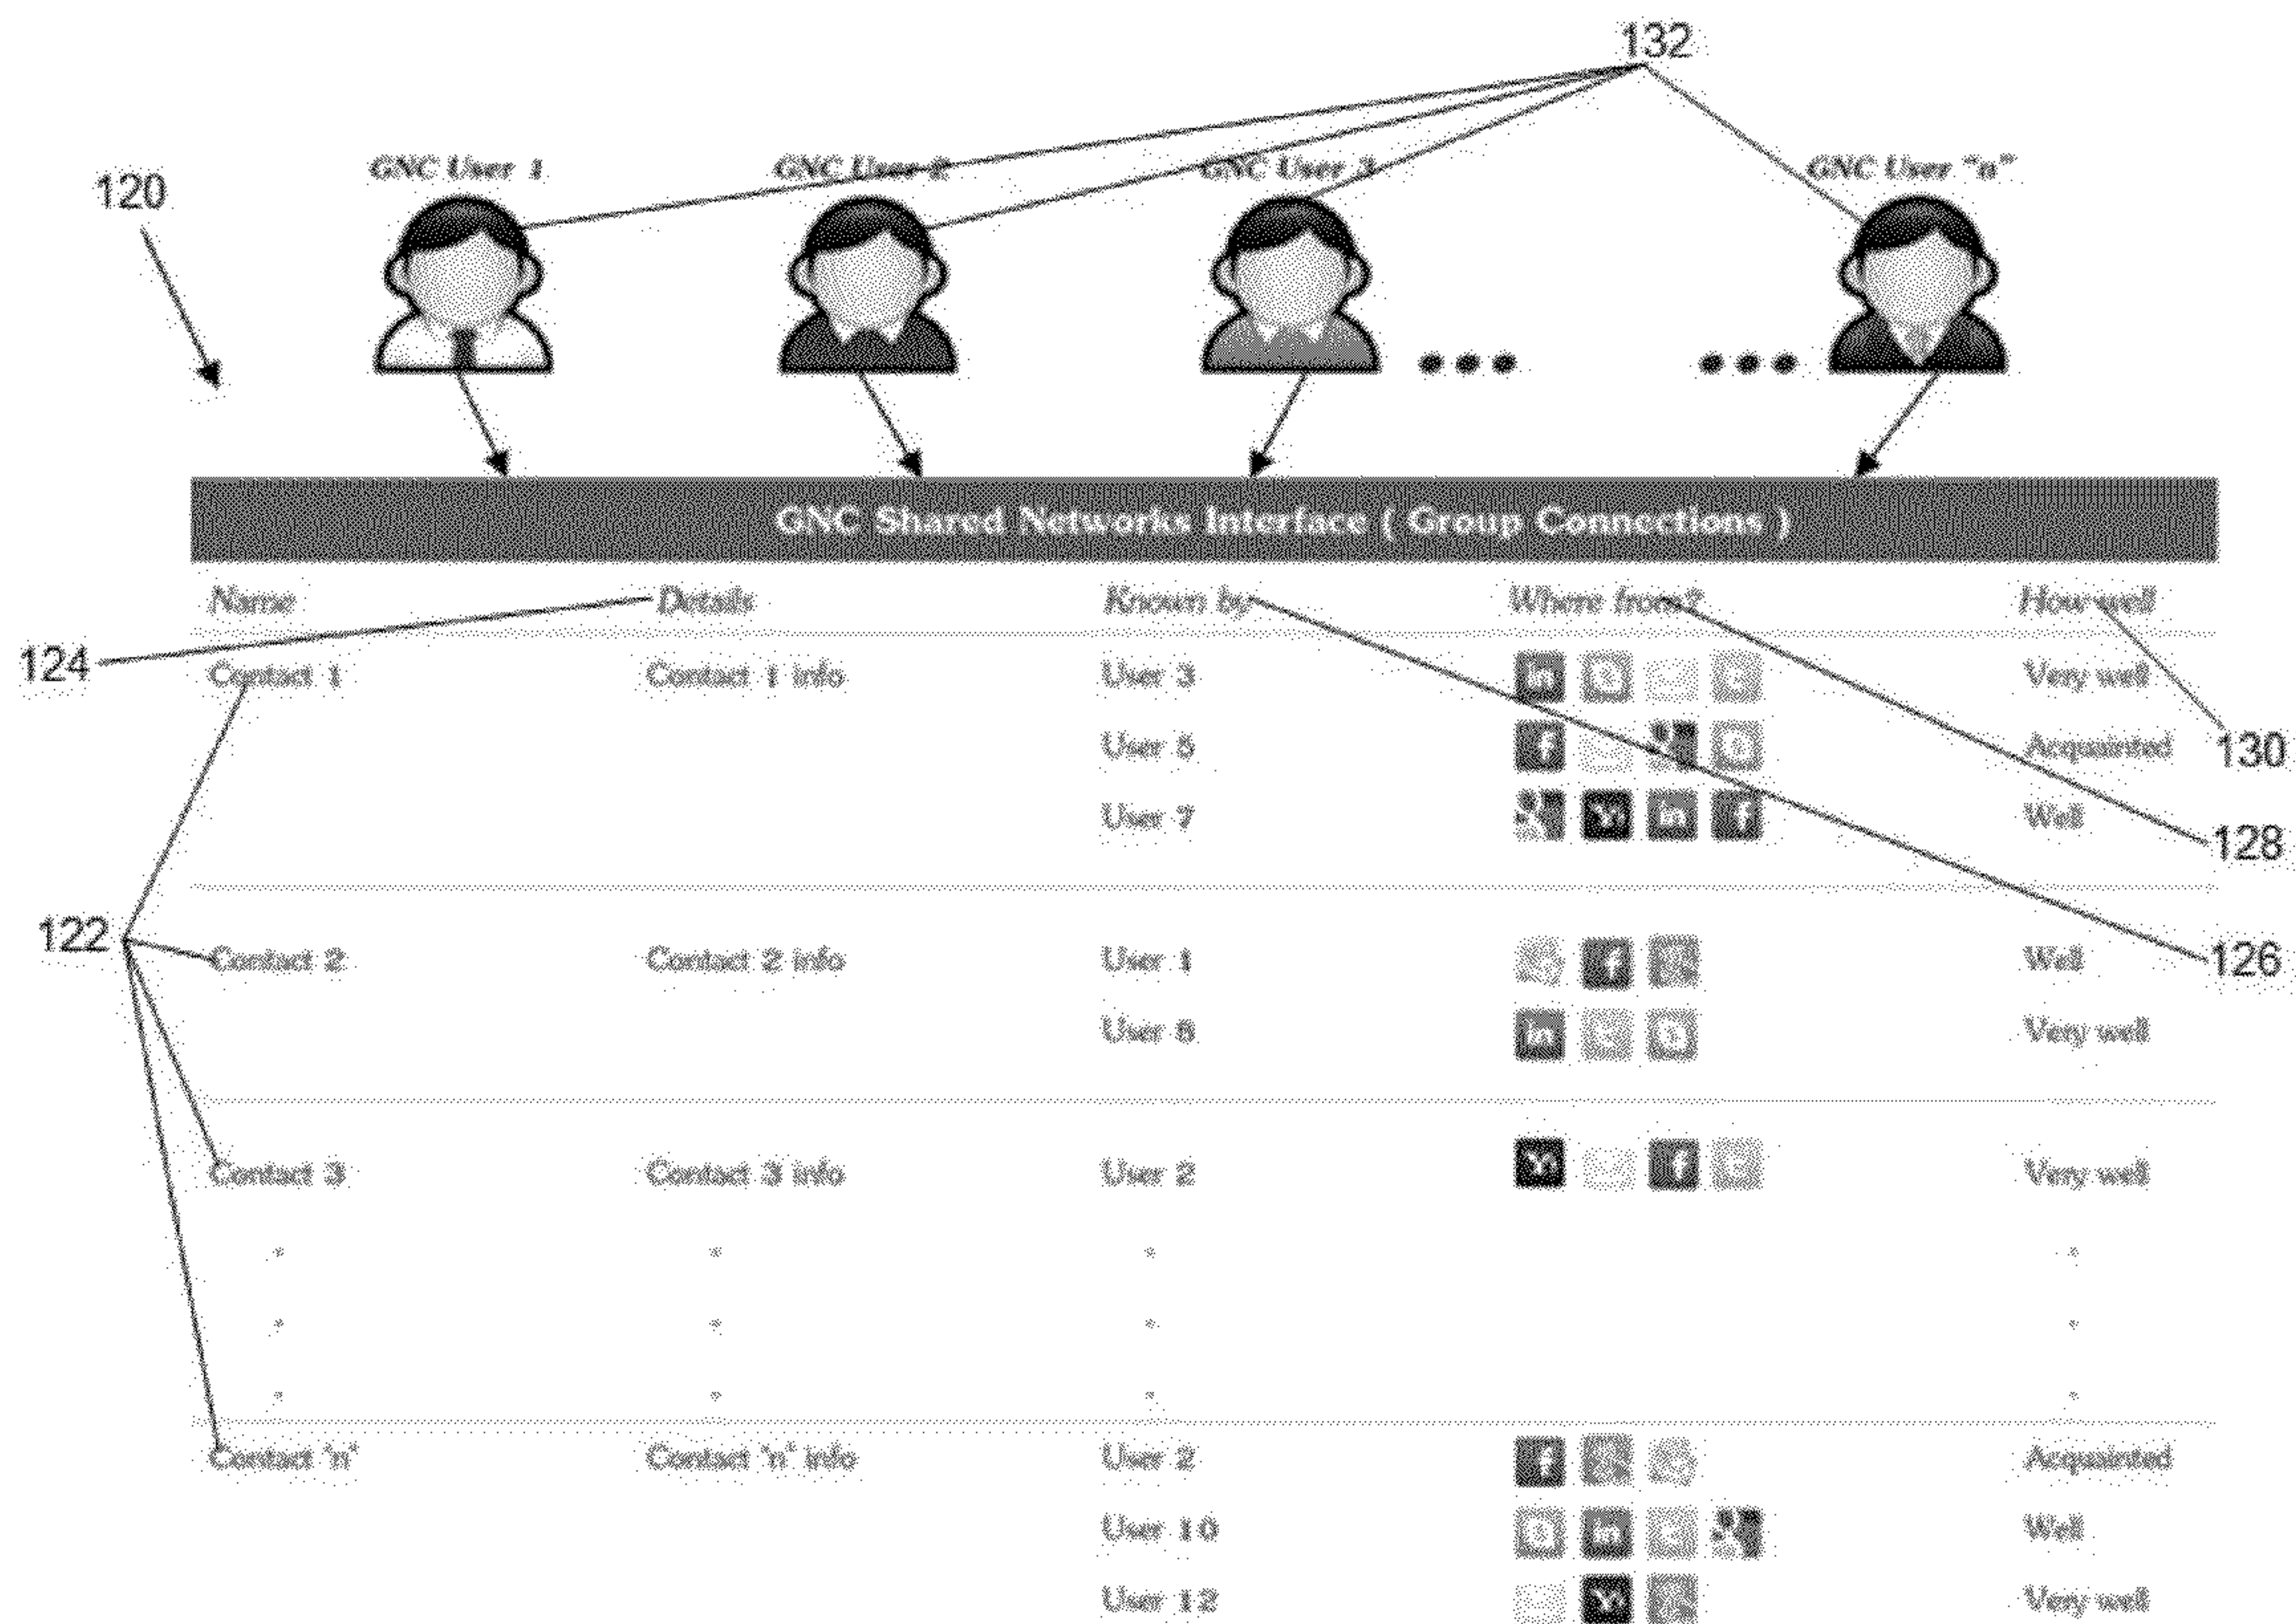 132
GNC User 1 GNC User 2 GNC User 3 GNC User "n"
120
GNC Shared Networks Interface ( Group Connections )
Name Details Known by Where from? How well
124
Contact 1 Contact 1 info User 3 in Very well
User 5 f Acquainted
130
User 7 in f Well
128
122
Contact 2 Contact 2 info User 1 f Well
126
in Very well
Contact 3 Contact 3 info User 2 f Very well
Contact 'n' Contact 'n' info User 2 f Acquainted
User 10 in Well
User 12 Very well